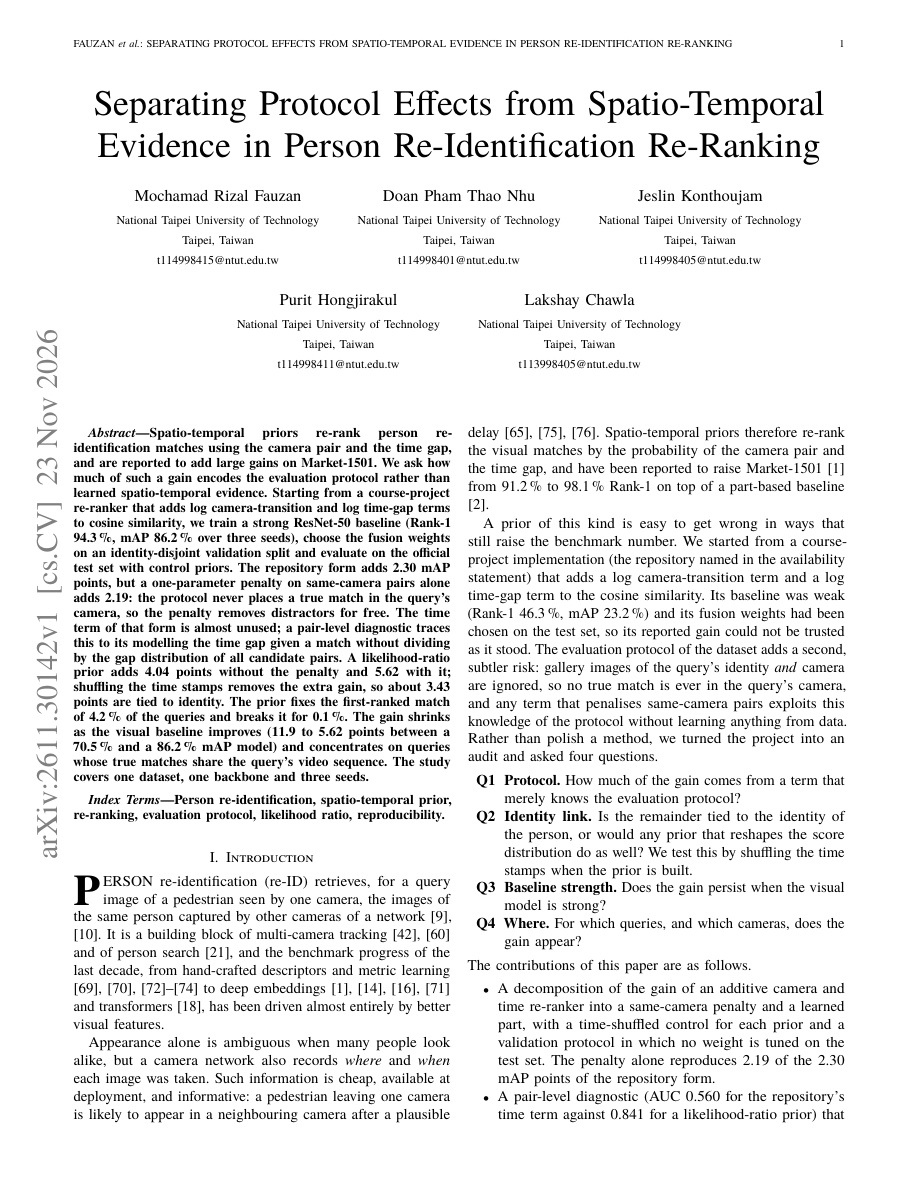 FAUZAN et al.: SEPARATING PROTOCOL EFFECTS FROM SPATIO-TEMPORAL EVIDENCE IN PERSON RE-IDENTIFICATION RE-RANKING 1
Separating Protocol Effects from Spatio-Temporal
Evidence in Person Re-Identification Re-Ranking
Mochamad Rizal Fauzan
National Taipei University of Technology
Taipei, Taiwan
t114998415@ntut.edu.tw
Doan Pham Thao Nhu
National Taipei University of Technology
Taipei, Taiwan
t114998401@ntut.edu.tw
Jeslin Konthoujam
National Taipei University of Technology
Taipei, Taiwan
t114998405@ntut.edu.tw
Purit Hongjirakul
National Taipei University of Technology
Taipei, Taiwan
t114998411@ntut.edu.tw
Lakshay Chawla
National Taipei University of Technology
Taipei, Taiwan
t113998405@ntut.edu.tw
arXiv:2611.30142v1 [cs.CV] 23 Nov 2026
Abstract—Spatio-temporal priors re-rank person re-
identification matches using the camera pair and the time gap,
and are reported to add large gains on Market-1501. We ask how
much of such a gain encodes the evaluation protocol rather than
learned spatio-temporal evidence. Starting from a course-project
re-ranker that adds log camera-transition and log time-gap terms
to cosine similarity, we train a strong ResNet-50 baseline (Rank-1
94.3 %, mAP 86.2 % over three seeds), choose the fusion weights
on an identity-disjoint validation split and evaluate on the official
test set with control priors. The repository form adds 2.30 mAP
points, but a one-parameter penalty on same-camera pairs alone
adds 2.19: the protocol never places a true match in the query's
camera, so the penalty removes distractors for free. The time
term of that form is almost unused; a pair-level diagnostic traces
this to its modelling the time gap given a match without dividing
by the gap distribution of all candidate pairs. A likelihood-ratio
prior adds 4.04 points without the penalty and 5.62 with it;
shuffling the time stamps removes the extra gain, so about 3.43
points are tied to identity. The prior fixes the first-ranked match
of 4.2 % of the queries and breaks it for 0.1 %. The gain shrinks
as the visual baseline improves (11.9 to 5.62 points between a
70.5 % and a 86.2 % mAP model) and concentrates on queries
whose true matches share the query's video sequence. The study
covers one dataset, one backbone and three seeds.
Index Terms—Person re-identification, spatio-temporal prior,
re-ranking, evaluation protocol, likelihood ratio, reproducibility.
I. INTRODUCTION
PERSON re-identification (re-ID) retrieves, for a query
image of a pedestrian seen by one camera, the images of
the same person captured by other cameras of a network [9],
[10]. It is a building block of multi-camera tracking [42], [60]
and of person search [21], and the benchmark progress of the
last decade, from hand-crafted descriptors and metric learning
[69], [70], [72]–[74] to deep embeddings [1], [14], [16], [71]
and transformers [18], has been driven almost entirely by better
visual features.
Appearance alone is ambiguous when many people look
alike, but a camera network also records where and when
each image was taken. Such information is cheap, available at
deployment, and informative: a pedestrian leaving one camera
is likely to appear in a neighbouring camera after a plausible
delay [65], [75], [76]. Spatio-temporal priors therefore re-rank
the visual matches by the probability of the camera pair and
the time gap, and have been reported to raise Market-1501 [1]
from 91.2 % to 98.1 % Rank-1 on top of a part-based baseline
[2].
A prior of this kind is easy to get wrong in ways that
still raise the benchmark number. We started from a course-
project implementation (the repository named in the availability
statement) that adds a log camera-transition term and a log
time-gap term to the cosine similarity. Its baseline was weak
(Rank-1 46.3 %, mAP 23.2 %) and its fusion weights had been
chosen on the test set, so its reported gain could not be trusted
as it stood. The evaluation protocol of the dataset adds a second,
subtler risk: gallery images of the query's identity and camera
are ignored, so no true match is ever in the query's camera,
and any term that penalises same-camera pairs exploits this
knowledge of the protocol without learning anything from data.
Rather than polish a method, we turned the project into an
audit and asked four questions.
Q1 Protocol. How much of the gain comes from a term that
merely knows the evaluation protocol?
Q2 Identity link. Is the remainder tied to the identity of
the person, or would any prior that reshapes the score
distribution do as well? We test this by shuffling the time
stamps when the prior is built.
Q3 Baseline strength. Does the gain persist when the visual
model is strong?
Q4 Where. For which queries, and which cameras, does the
gain appear?
The contributions of this paper are as follows.
• A decomposition of the gain of an additive camera and
time re-ranker into a same-camera penalty and a learned
part, with a time-shuffled control for each prior and a
validation protocol in which no weight is tuned on the
test set. The penalty alone reproduces 2.19 of the 2.30
mAP points of the repository form.
• A pair-level diagnostic (AUC 0.560 for the repository's
time term against 0.841 for a likelihood-ratio prior) that